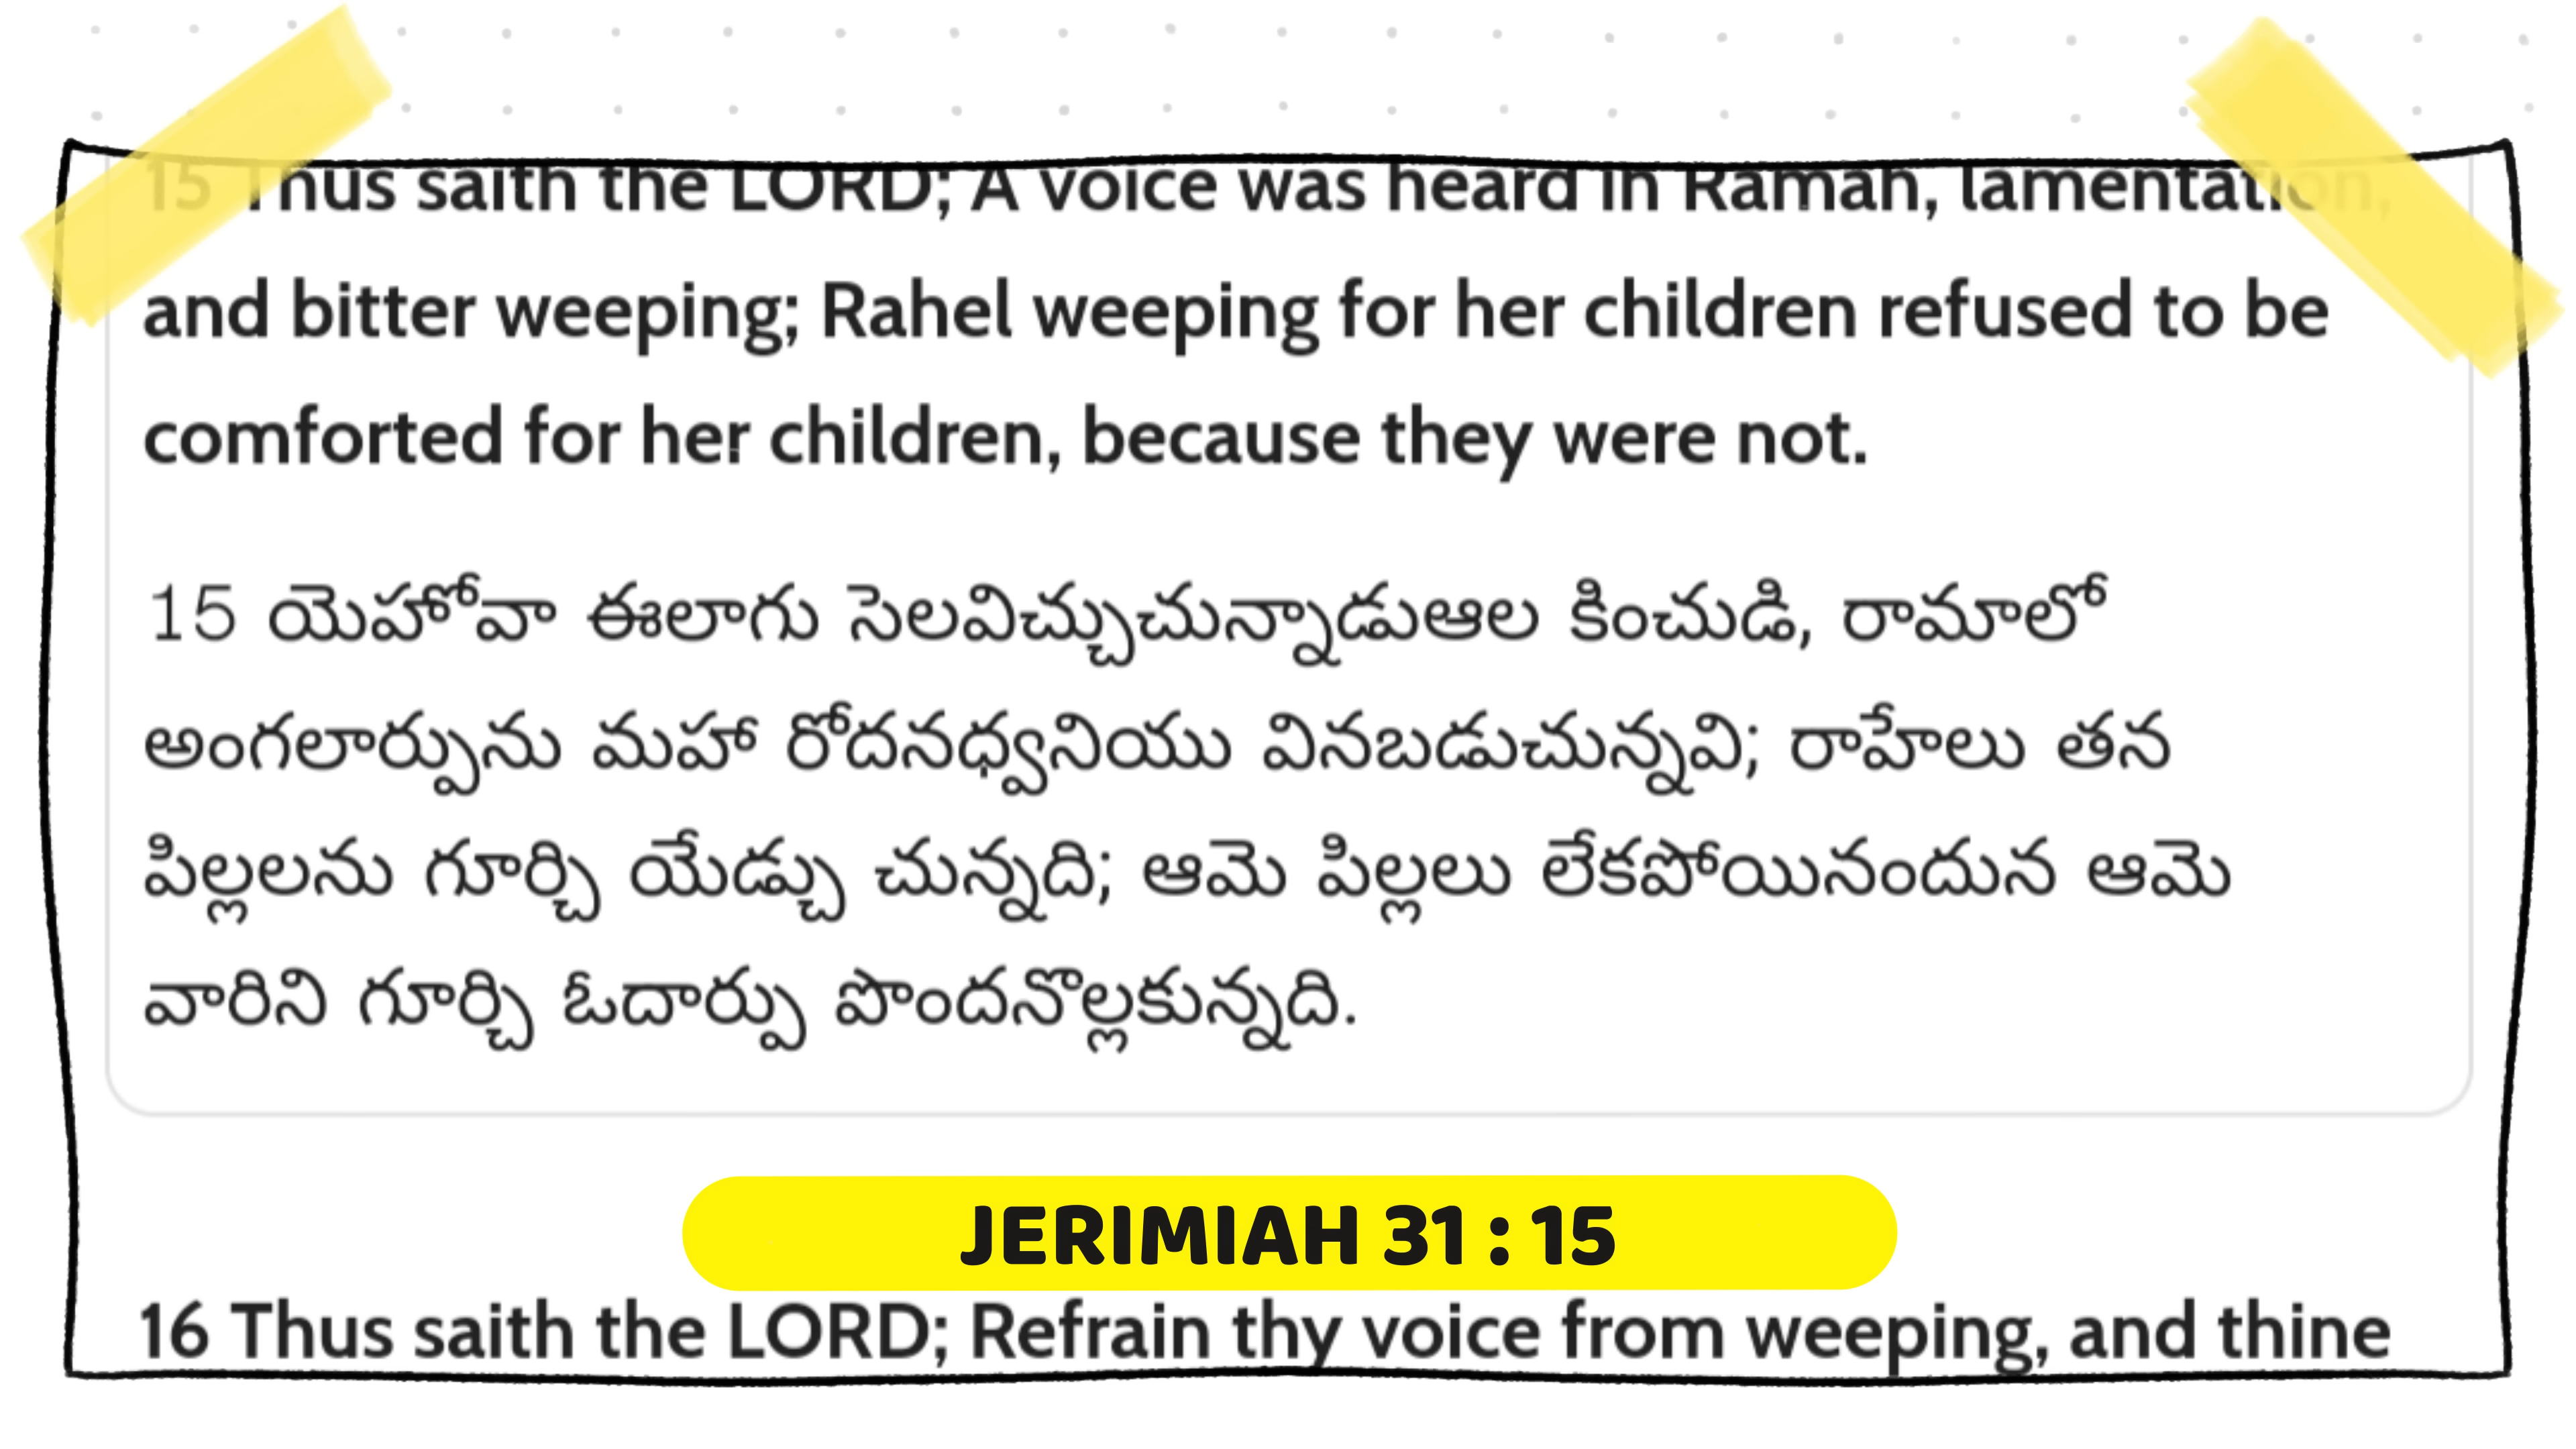 15 Thus saith the LORD; A voice was heard in Ramah, lamentation,
and bitter weeping; Rahel weeping for her children refused to be
comforted for her children, because they were not.
15 యెహోవా ఈలాగు సెలవిచ్చుచున్నాడుఆల కించుడి, రామాలో
అంగలార్పును మహా రోదనధ్వనియు వినబడుచున్నవి; రాహేలు తన
పిల్లలను గూర్చి యేడ్చు చున్నది; ఆమె పిల్లలు లేకపోయినందున ఆమె
వారిని గూర్చి ఓదార్పు పొందనొల్లకున్నది.
JERIMIAH 31 : 15
16 Thus saith the LORD; Refrain thy voice from weeping, and thine